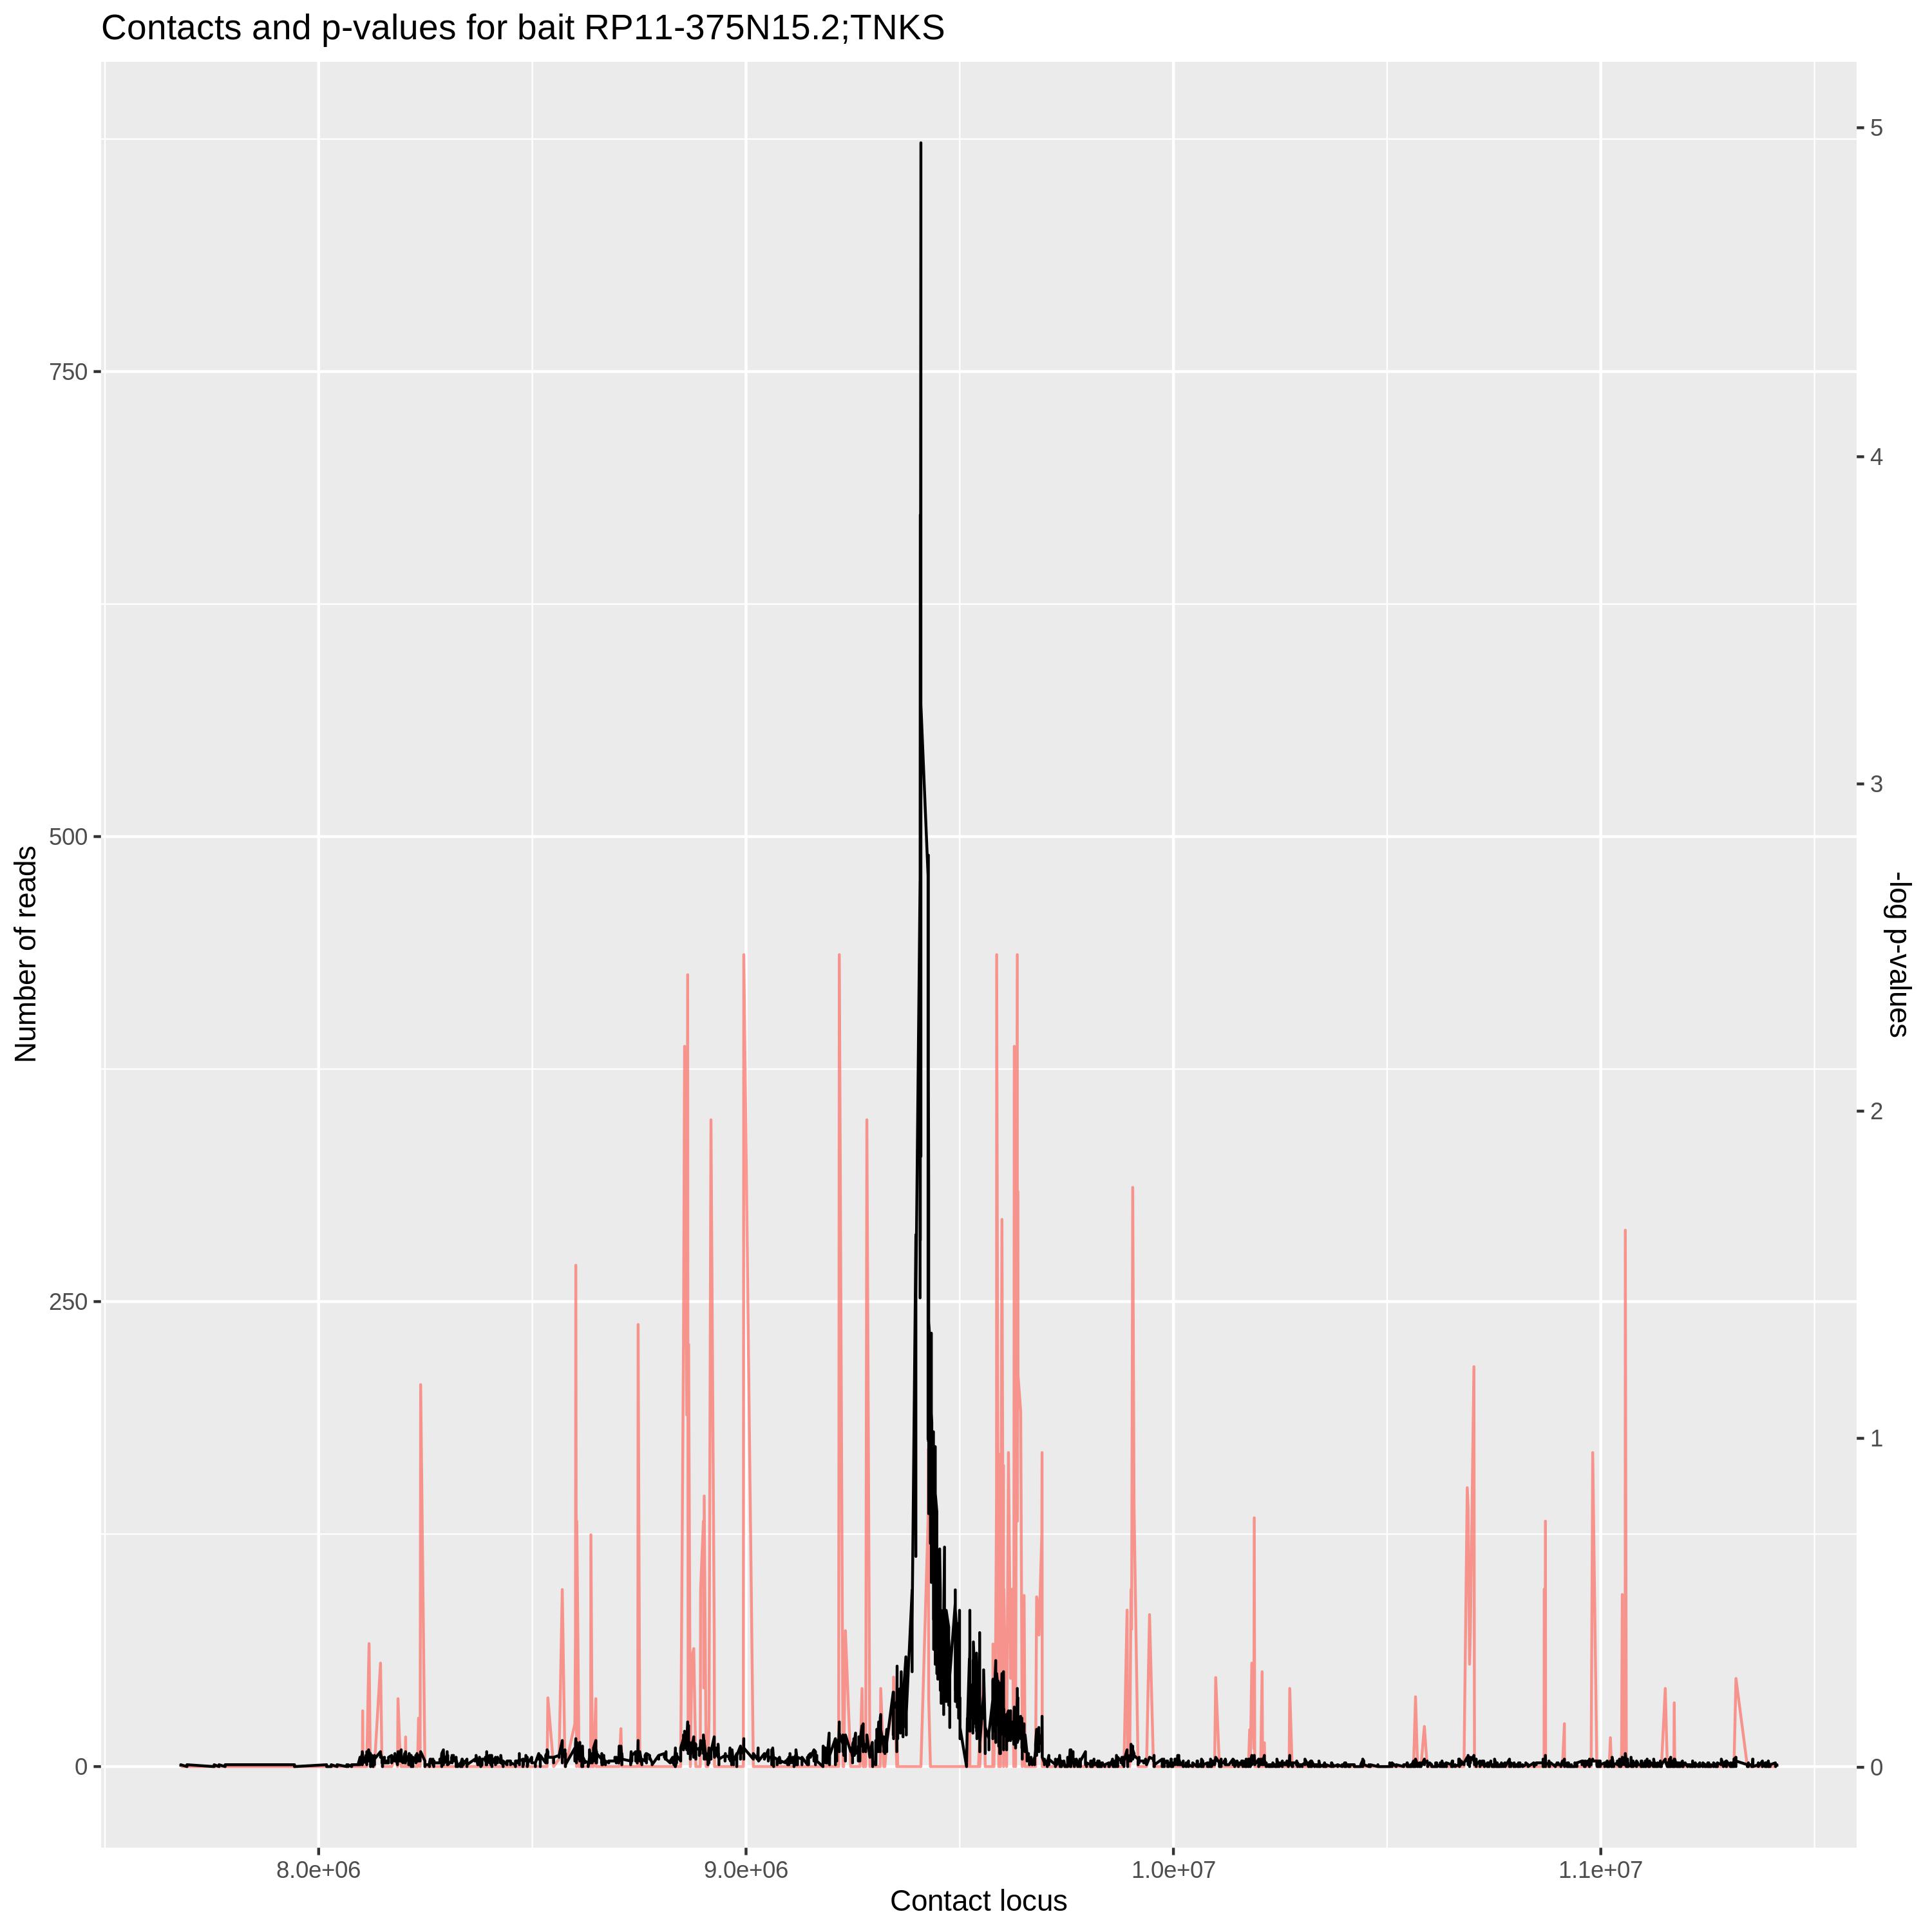 Contacts and p-values for bait RP11-375N15.2;TNKS
750
500
250
0
Number of reads
5
4
3
2
1
0
-log p-values
8.0e+06
9.0e+06
1.0e+07
1.1e+07
Contact locus